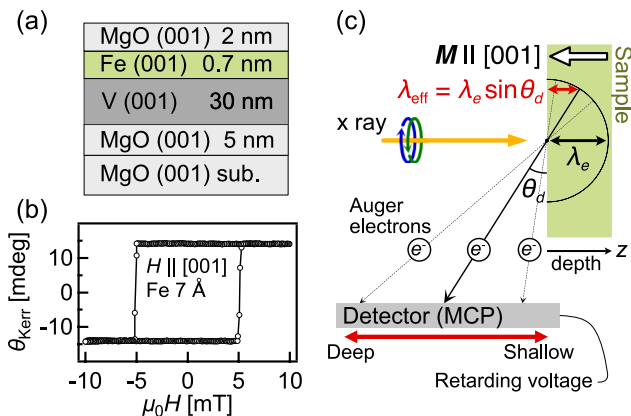 (a)
MgO (001) 2 nm
Fe (001) 0.7 nm
V (001) 30 nm
MgO (001) 5 nm
MgO (001) sub.
(b)
θKerr [mdeg]
10
0
-10
H || [001]
Fe 7 Å
-10 -5 0 5 10
μ0H [mT]
(c)
M || [001]
Sample
λeff = λe sin θd
x ray
λe
θd
Auger
electrons
e- e- e-
depth z
Detector (MCP)
Deep Shallow
Retarding voltage